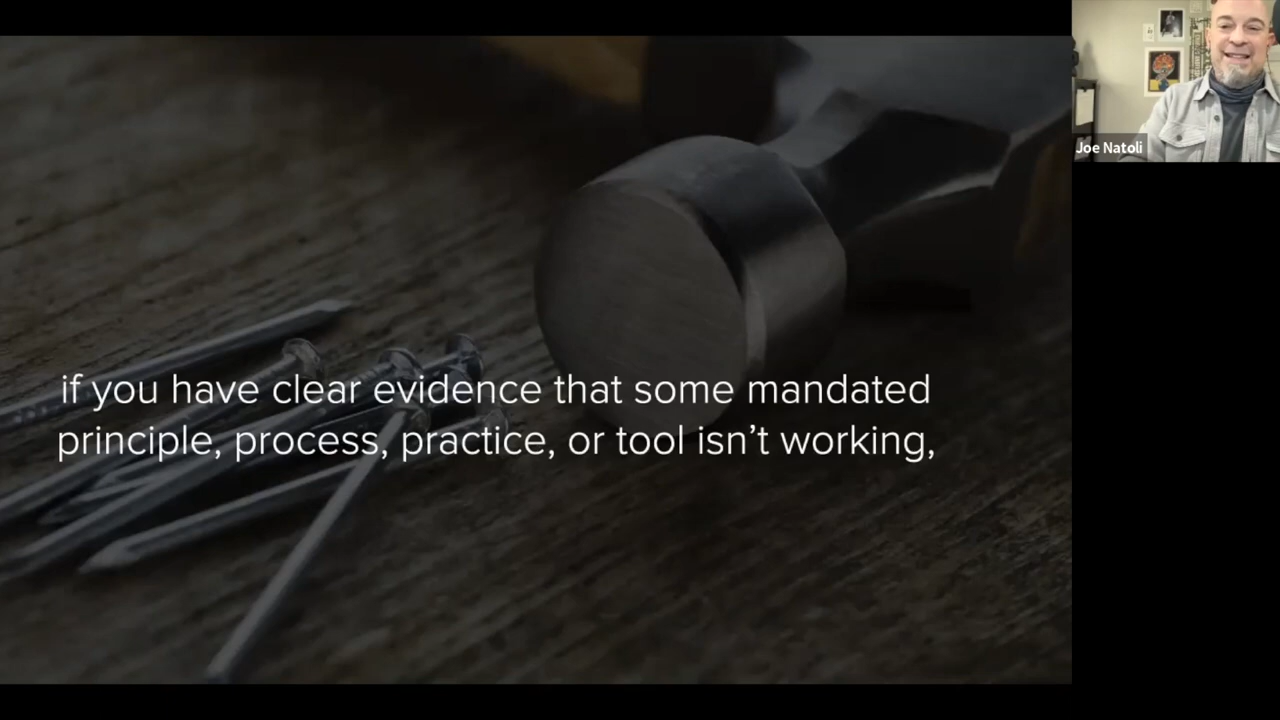 if you have clear evidence that some mandated
principle, process, practice, or tool isn’t working,
Joe Natoli